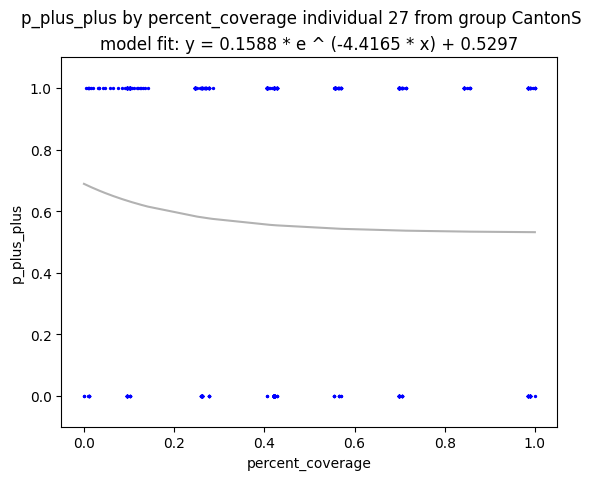 p_plus_plus by percent_coverage individual 27 from group CantonS
model fit: y = 0.1588 * e ^ (-4.4165 * x) + 0.5297
1.0
0.8
0.6
0.4
0.2
0.0
p_plus_plus
0.0 0.2 0.4 0.6 0.8 1.0
percent_coverage